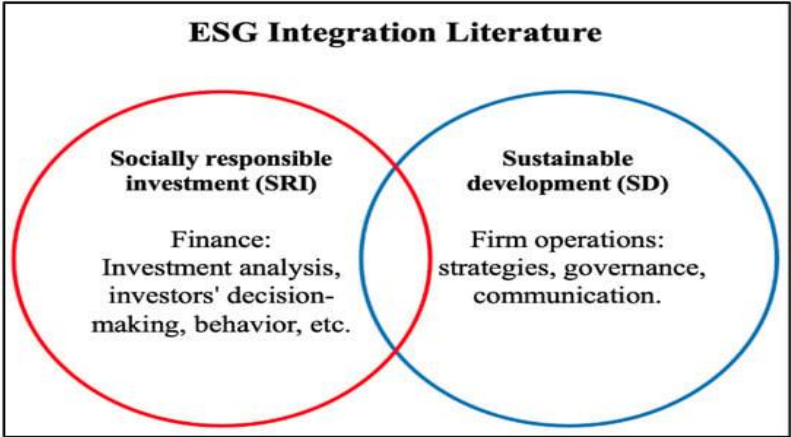 ESG Integration Literature
Socially responsible
investment (SRI)
Finance:
Investment analysis,
investors' decision-
making, behavior, etc.
Sustainable
development (SD)
Firm operations:
strategies, governance,
communication.